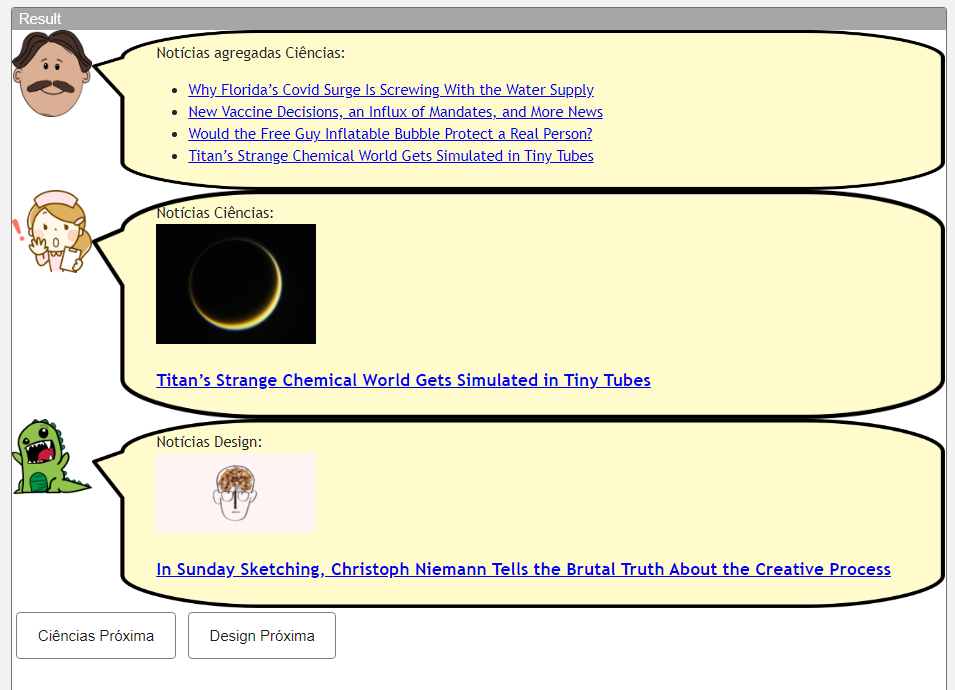 Result
Notícias agregadas Ciências:
Why Florida’s Covid Surge Is Screwing With the Water Supply
New Vaccine Decisions, an Influx of Mandates, and More News
Would the Free Guy Inflatable Bubble Protect a Real Person?
Titan’s Strange Chemical World Gets Simulated in Tiny Tubes
Notícias Ciências:
Titan’s Strange Chemical World Gets Simulated in Tiny Tubes
Notícias Design:
In Sunday Sketching, Christoph Niemann Tells the Brutal Truth About the Creative Process
Ciências Próxima
Design Próxima